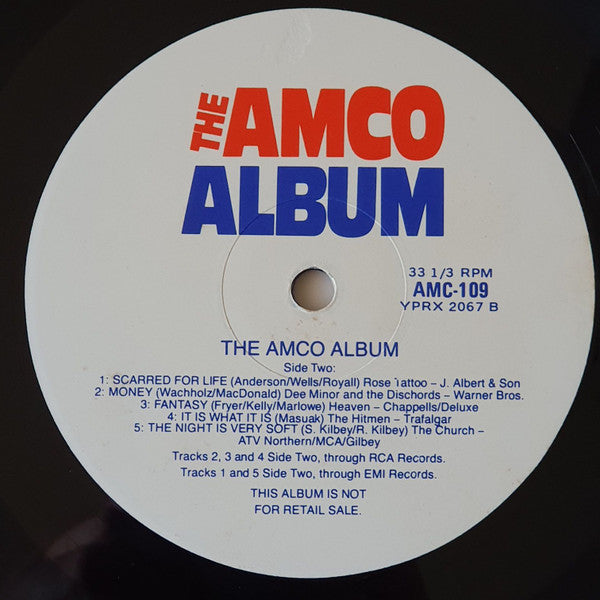 THE AMCO
ALBUM
33 1/3 RPM
AMC-109
YPRX 2067 B
THE AMCO ALBUM
Side Two:
1: SCARRED FOR LIFE (Anderson/Wells/Royall) Rose Tattoo – J. Albert & Son
2: MONEY (Wachholz/MacDonald) Dee Minor and the Dischords – Warner Bros.
3: FANTASY (Fryer/Kelly/Marlowe) Heaven – Chappells/Deluxe
4: IT IS WHAT IT IS (Masuak) The Hitmen – Trafalgar
5: THE NIGHT IS VERY SOFT (S. Kilbey/R. Kilbey) The Church –
ATV Northern/MCA/Gilbey
Tracks 2, 3 and 4 Side Two, through RCA Records.
Tracks 1 and 5 Side Two, through EMI Records.
THIS ALBUM IS NOT
FOR RETAIL SALE.